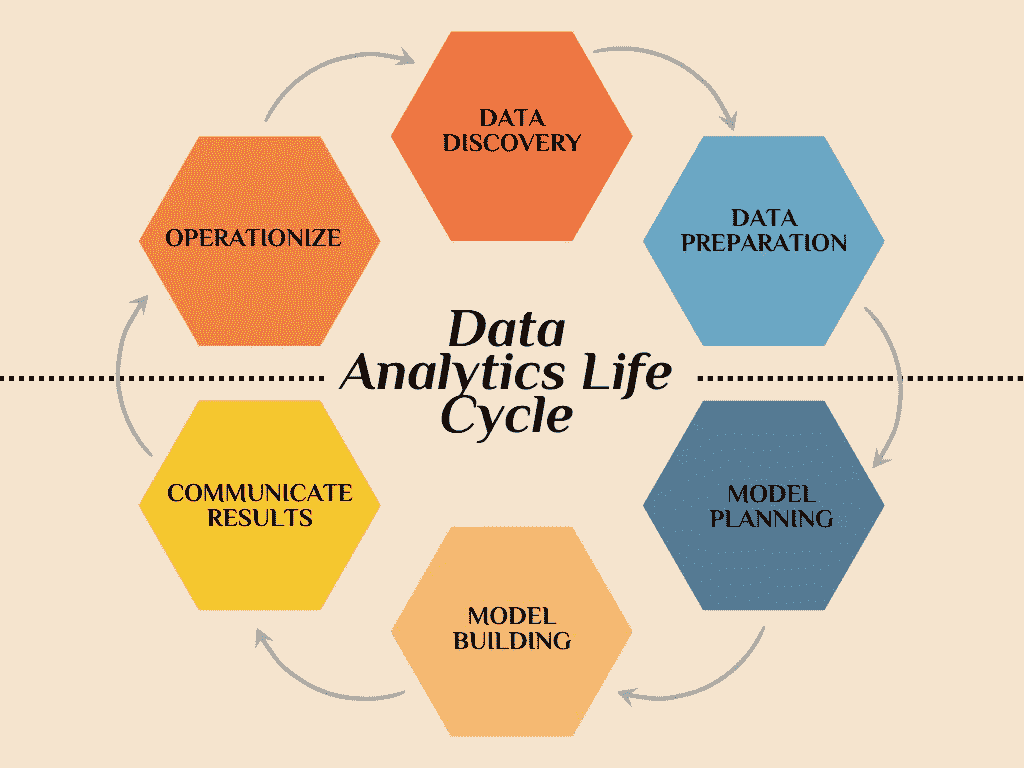 DATA
DISCOVERY
DATA
PREPARATION
OPERATIONIZE
Data
Analytics Life
Cycle
MODEL
PLANNING
COMMUNICATE
RESULTS
MODEL
BUILDING